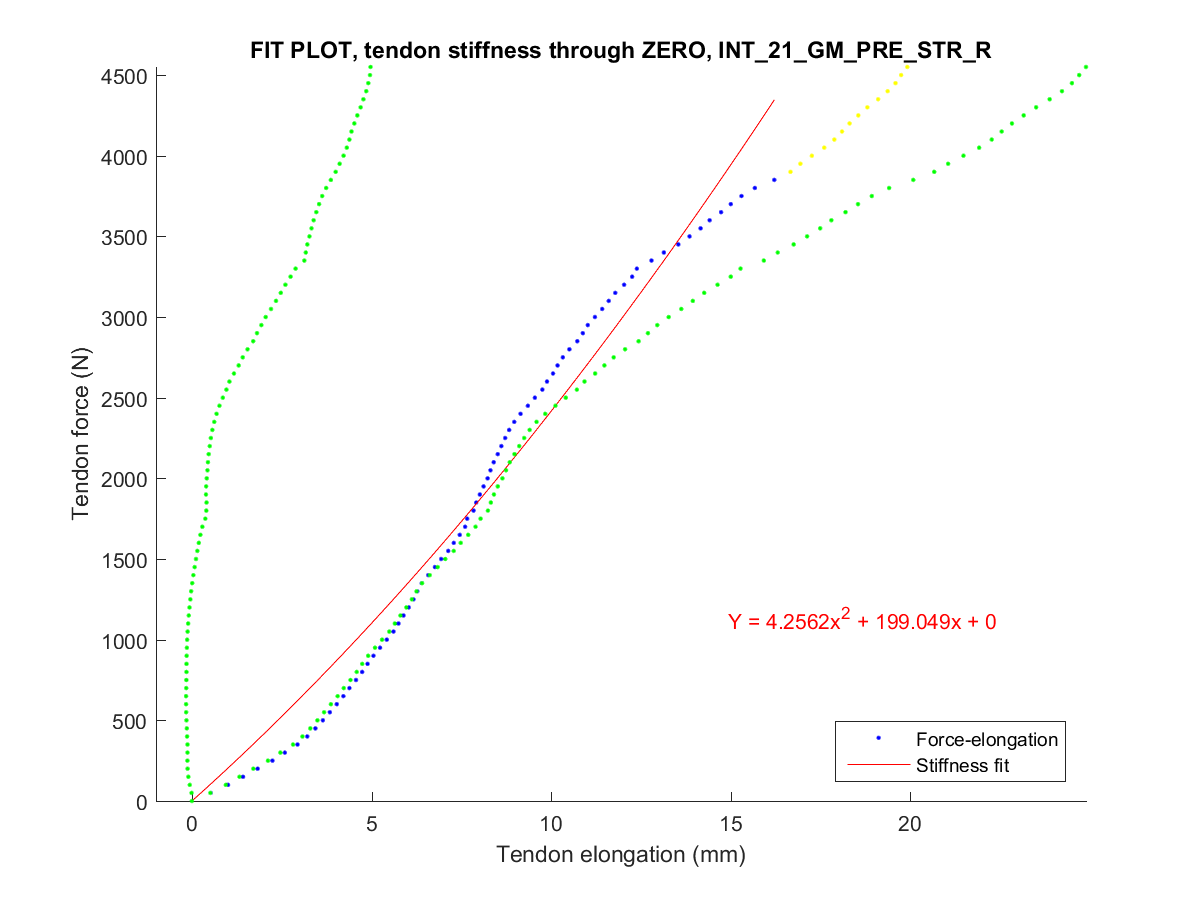 FIT PLOT, tendon stiffness through ZERO, INT_21_GM_PRE_STR_R
4500
4000
3500
3000
2500
2000
1500
1000
500
0
Tendon force (N)
Y = 4.2562x² + 199.049x + 0
Force-elongation
Stiffness fit
0 5 10 15 20
Tendon elongation (mm)